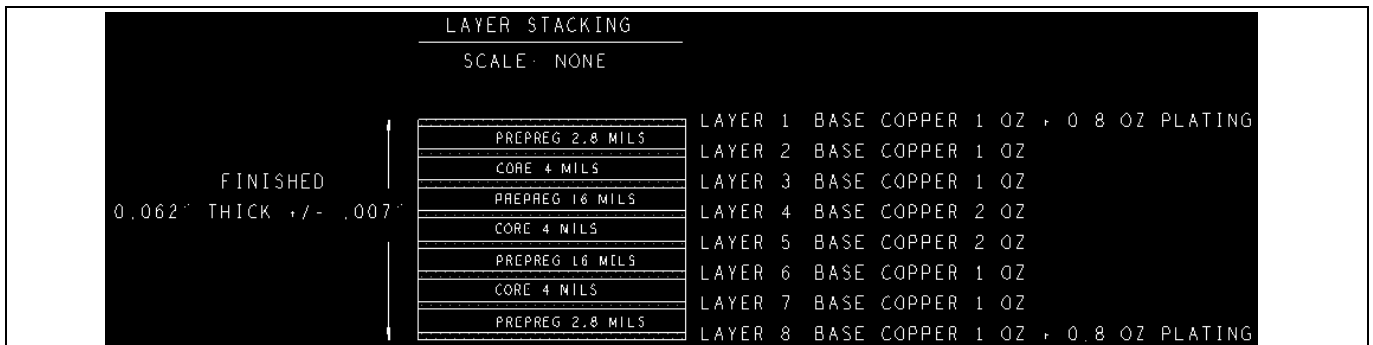 LAYER STACKING
SCALE: NONE
LAYER 1 BASE COPPER 1 OZ + 0.8 OZ PLATING
PREPREG 2.8 MILS
LAYER 2 BASE COPPER 1 OZ
CORE 4 MILS
LAYER 3 BASE COPPER 1 OZ
PREPREG 16 MILS
LAYER 4 BASE COPPER 2 OZ
CORE 4 MILS
LAYER 5 BASE COPPER 2 OZ
PREPREG 16 MILS
LAYER 6 BASE COPPER 1 OZ
CORE 4 MILS
LAYER 7 BASE COPPER 1 OZ
PREPREG 2.8 MILS
LAYER 8 BASE COPPER 1 OZ + 0.8 OZ PLATING
FINISHED
0.062" THICK +/- .007"